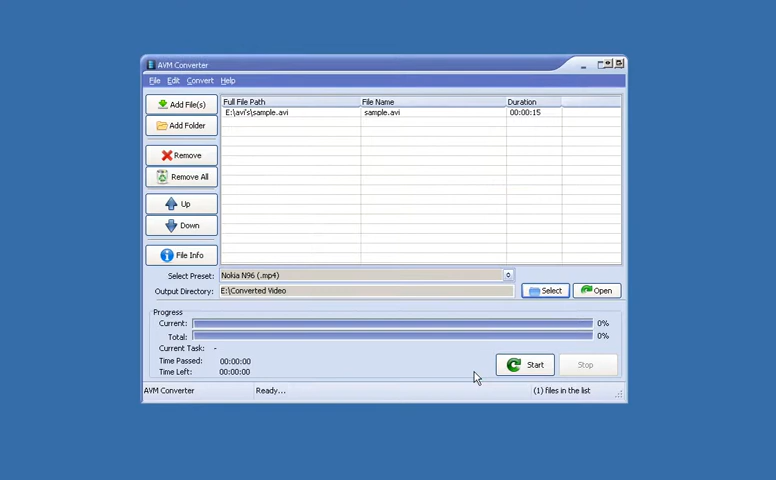 AVM Converter
File Edit Convert Help
Add File(s)
Add Folder
Remove
Remove All
Up
Down
File Info
Full File Path File Name Duration
E:\avi's\sample.avi sample.avi 00:00:15
Select Preset: Nokia N96 (.mp4)
Output Directory: E:\Converted Video Select Open
Progress
Current: 0%
Total: 0%
Current Task: -
Time Passed: 00:00:00
Time Left: 00:00:00
Start Stop
AVM Converter Ready... (1) files in the list